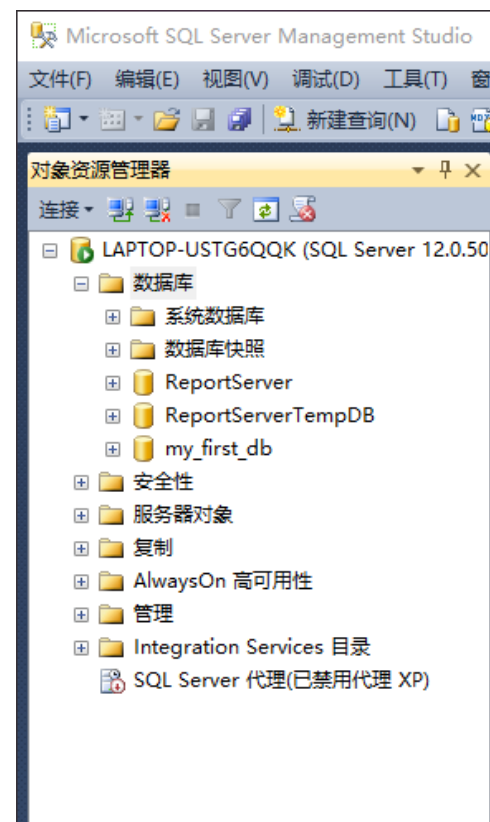 Microsoft SQL Server Management Studio
文件(F) 编辑(E) 视图(V) 调试(D) 工具(T) 窗
新建查询(N)
对象资源管理器
连接
LAPTOP-USTG6QQK (SQL Server 12.0.50
数据库
系统数据库
数据库快照
ReportServer
ReportServerTempDB
my_first_db
安全性
服务器对象
复制
AlwaysOn 高可用性
管理
Integration Services 目录
SQL Server 代理(已禁用代理 XP)